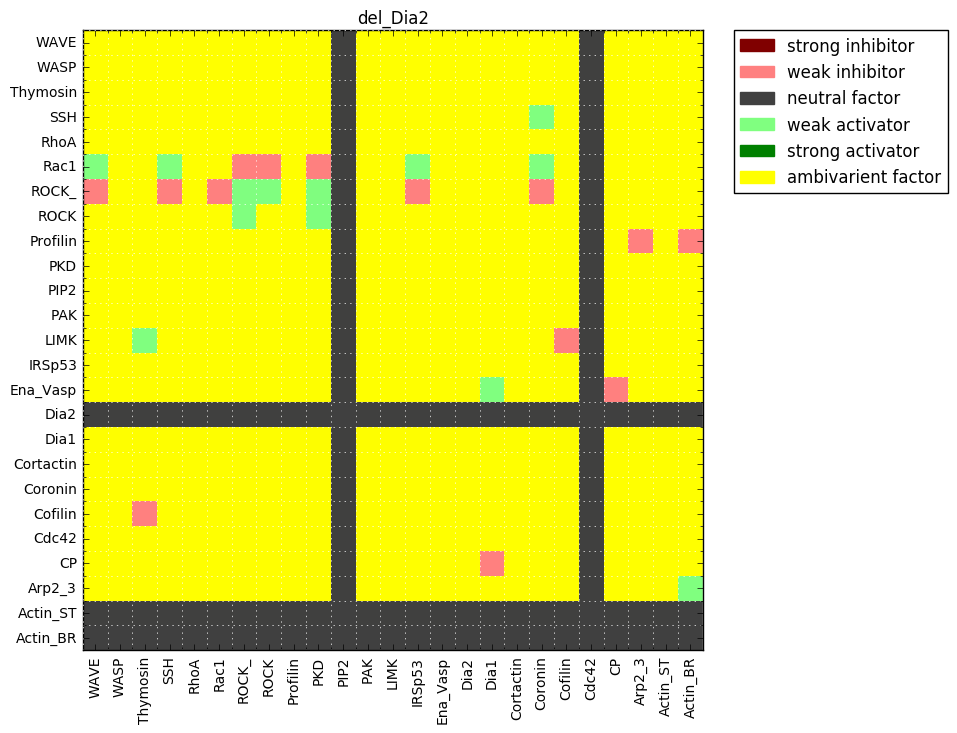 del_Dia2
WAVE
WASP
Thymosin
SSH
RhoA
Rac1
ROCK_
ROCK
Profilin
PKD
PIP2
PAK
LIMK
IRSp53
Ena_Vasp
Dia2
Dia1
Cortactin
Coronin
Cofilin
Cdc42
CP
Arp2_3
Actin_ST
Actin_BR
WAVE
WASP
Thymosin
SSH
RhoA
Rac1
ROCK_
ROCK
Profilin
PKD
PIP2
PAK
LIMK
IRSp53
Ena_Vasp
Dia2
Dia1
Cortactin
Coronin
Cofilin
Cdc42
CP
Arp2_3
Actin_ST
Actin_BR
strong inhibitor
weak inhibitor
neutral factor
weak activator
strong activator
ambivarient factor